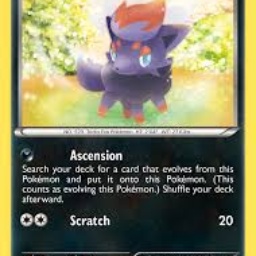 Ascension
Search your deck for a card that evolves from this
Pokémon and put it onto this Pokémon. (This
counts as evolving this Pokémon.) Shuffle your deck
afterward.
Scratch 20